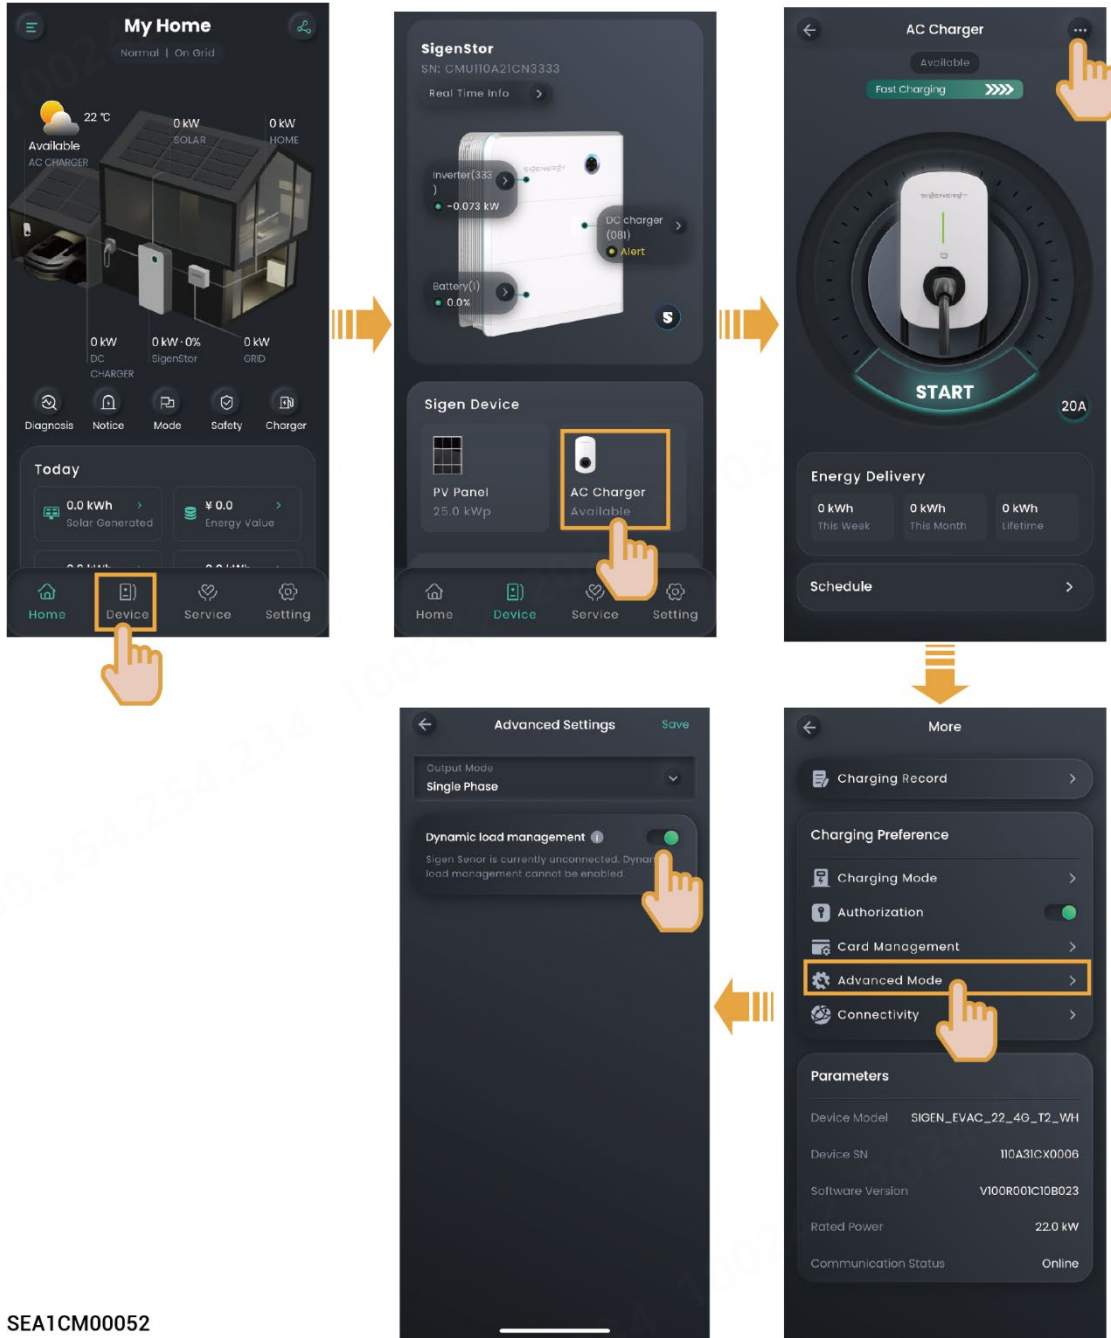 My Home
Normal | On Grid
22 ℃
Available
AC CHARGER
0 kW
SOLAR
0 kW
HOME
0 kW
DC
CHARGER
0 kW · 0%
SigenStor
0 kW
GRID
Diagnosis
Notice
Mode
Safety
Charger
Today
0.0 kWh
Solar Generated
¥ 0.0
Energy Value
Home
Device
Service
Setting
SigenStor
SN: CMU110A21CN3333
Real Time Info
SIGENERGY
Inverter(333
)
-0.073 kW
DC charger
(081)
Alert
Battery(1)
0.0%
Sigen Device
PV Panel
25.0 kWp
AC Charger
Available
Home
Device
Service
Setting
AC Charger
Available
Fast Charging
SIGENERGY
START
20A
Energy Delivery
0 kWh
This Week
0 kWh
This Month
0 kWh
Lifetime
Schedule
More
Charging Record
Charging Preference
Charging Mode
Authorization
Card Management
Advanced Mode
Connectivity
Parameters
Device Model SIGEN_EVAC_22_4G_T2_WH
Device SN 110A31CX0006
Software Version V100R001C10B023
Rated Power 22.0 kW
Communication Status Online
Advanced Settings
Save
Output Mode
Single Phase
Dynamic load management
Sigen Senor is currently unconnected. Dynam
load management cannot be enabled.
SEA1CM00052